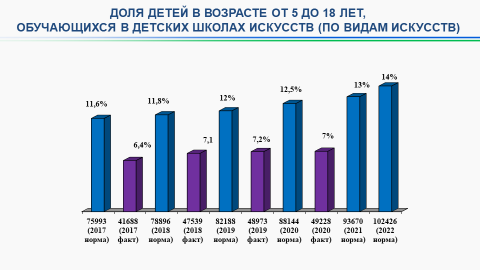 ДОЛЯ ДЕТЕЙ В ВОЗРАСТЕ ОТ 5 ДО 18 ЛЕТ,
ОБУЧАЮЩИХСЯ В ДЕТСКИХ ШКОЛАХ ИСКУССТВ (ПО ВИДАМ ИСКУССТВ)
11,6% 6,4% 11,8% 7,1 12% 7,2% 12,5% 7% 13% 14%
75993 41688 78896 47539 82188 48973 88144 49228 93670 102426
(2017 (2017 (2018 (2018 (2019 (2019 (2020 (2020 (2021 (2022
норма) факт) норма) факт) норма) факт) норма) факт) норма) норма)